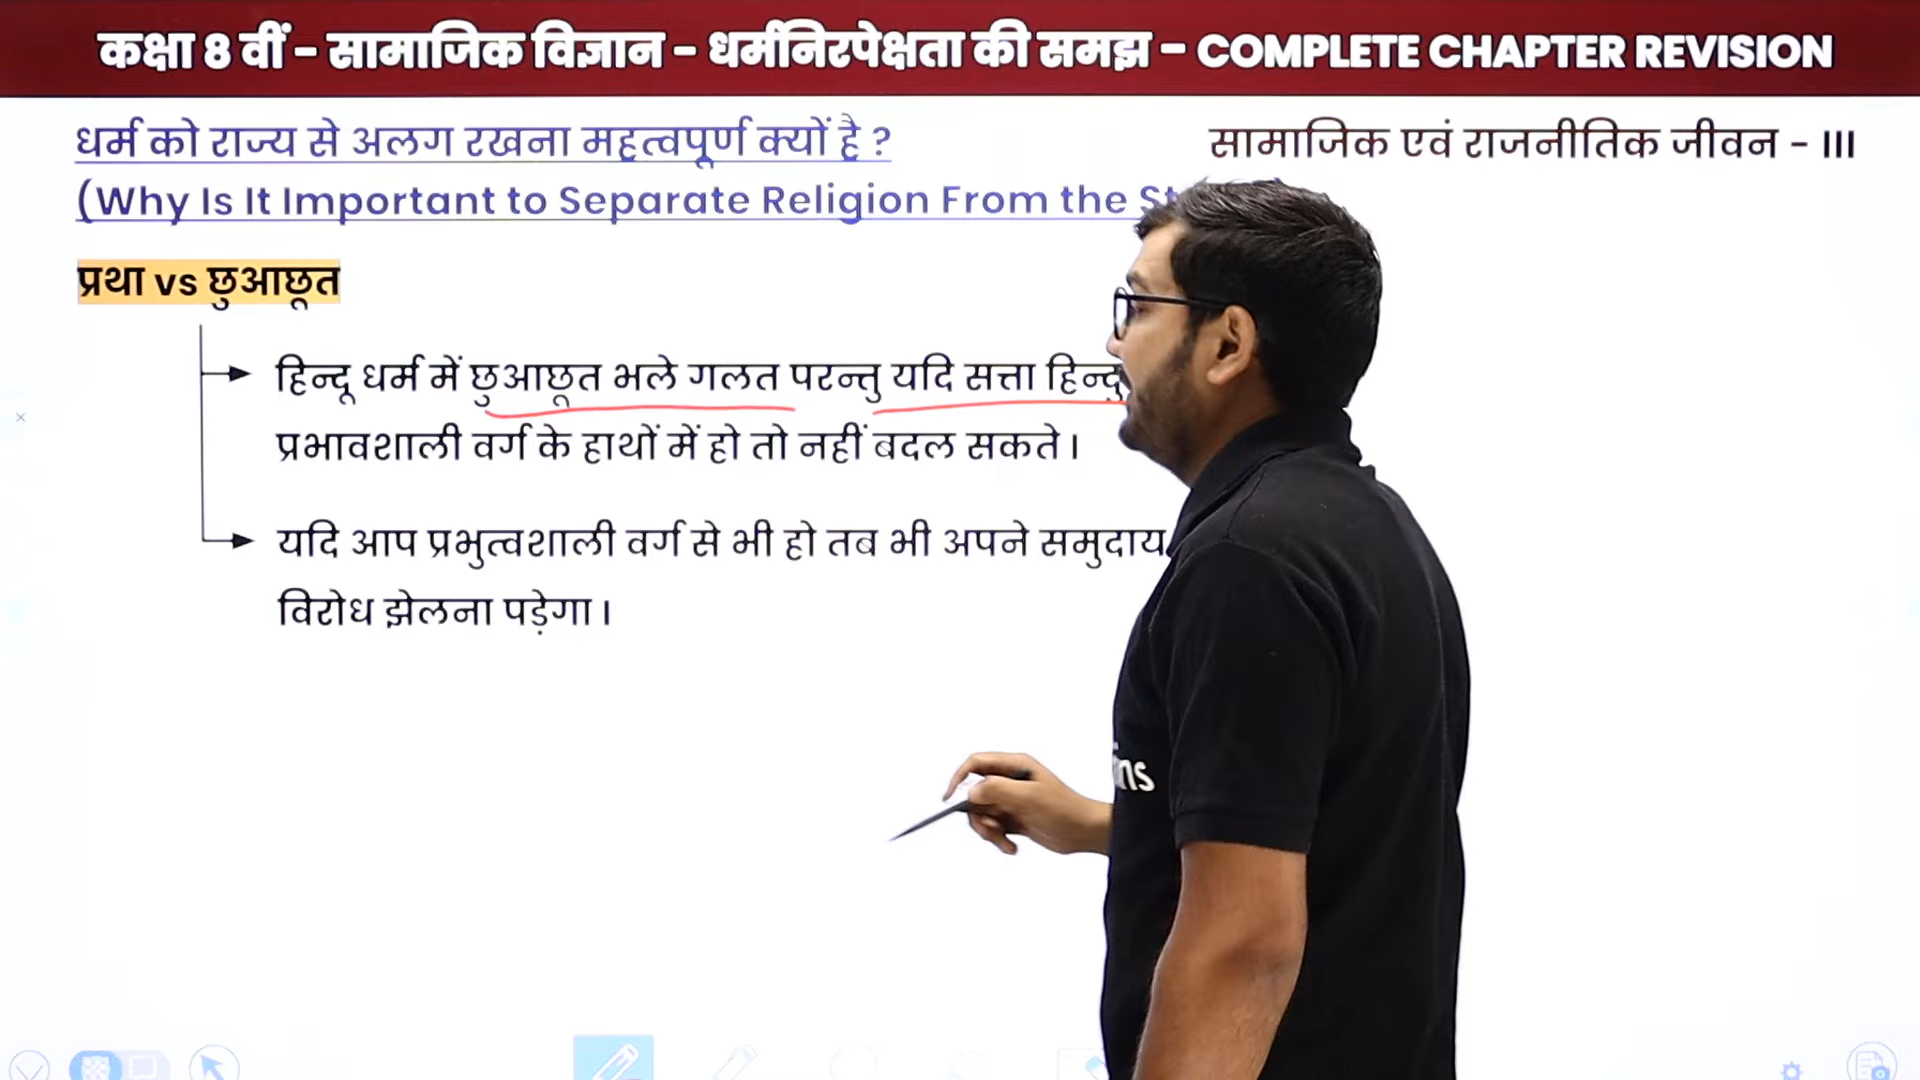 कक्षा 8 वीं - सामाजिक विज्ञान - धर्मनिरपेक्षता की समझ - COMPLETE CHAPTER REVISION
धर्म को राज्य से अलग रखना महत्वपूर्ण क्यों है ?
सामाजिक एवं राजनीतिक जीवन - III
(Why Is It Important to Separate Religion From the
प्रथा vs छुआछूत
हिन्दू धर्म में छुआछूत भले गलत परन्तु यदि सत्ता हिन्दु
प्रभावशाली वर्ग के हाथों में हो तो नहीं बदल सकते।
यदि आप प्रभुत्वशाली वर्ग से भी हो तब भी अपने समुदाय
विरोध झेलना पड़ेगा।